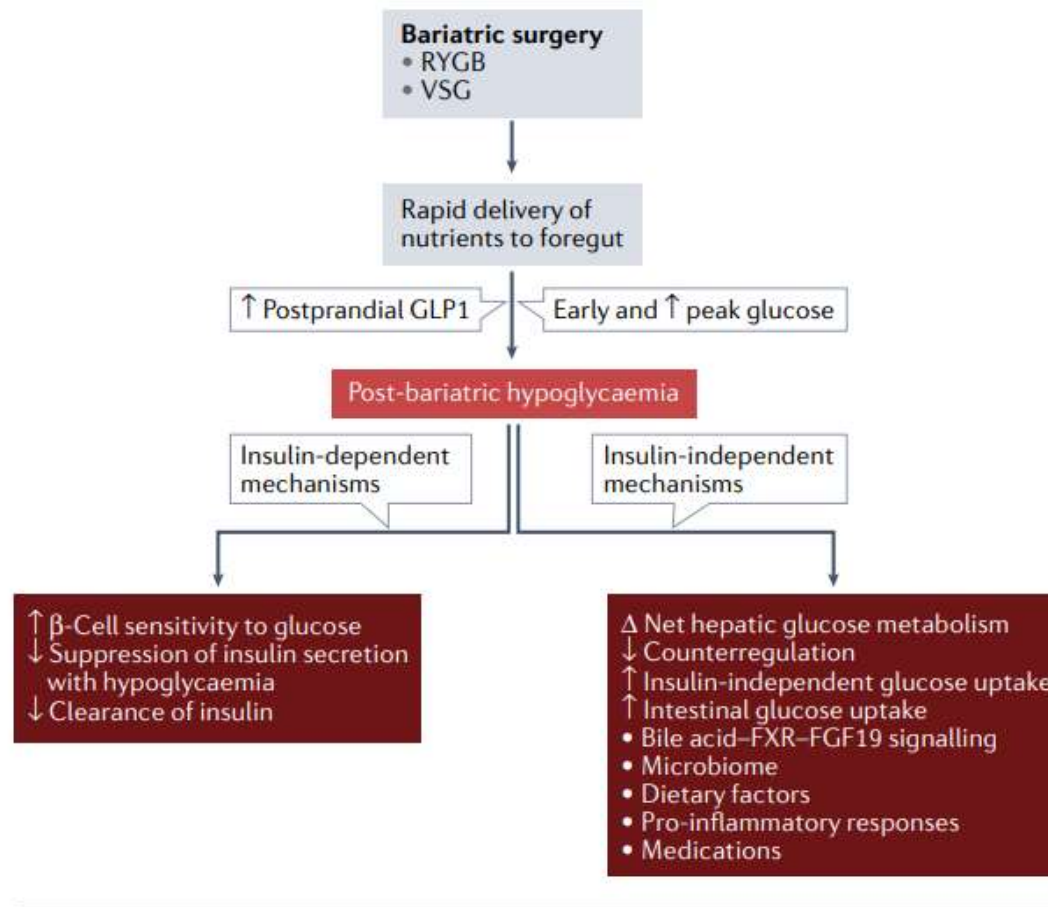 Bariatric surgery
• RYGB
• VSG
Rapid delivery of
nutrients to foregut
↑ Postprandial GLP1
Early and ↑ peak glucose
Post-bariatric hypoglycaemia
Insulin-dependent
mechanisms
Insulin-independent
mechanisms
↑ β-Cell sensitivity to glucose
↓ Suppression of insulin secretion
with hypoglycaemia
↓ Clearance of insulin
Δ Net hepatic glucose metabolism
↓ Counterregulation
↑ Insulin-independent glucose uptake
↑ Intestinal glucose uptake
• Bile acid–FXR–FGF19 signalling
• Microbiome
• Dietary factors
• Pro-inflammatory responses
• Medications